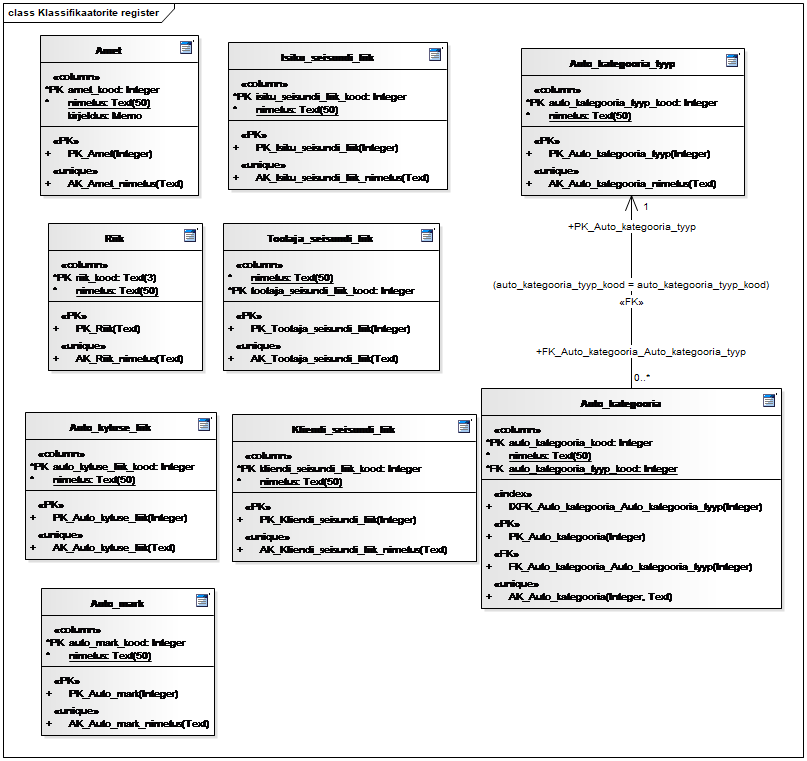 class Klassifikaatorite register
Amet
«column»
*PK amet_kood: Integer
* nimetus: Text(50)
kirjeldus: Memo
«PK»
+ PK_Amet(Integer)
«unique»
+ AK_Amet_nimetus(Text)
Isiku_seisundi_liik
«column»
*PK isiku_seisundi_liik_kood: Integer
* nimetus: Text(50)
«PK»
+ PK_Isiku_seisundi_liik(Integer)
«unique»
+ AK_Isiku_seisundi_liik_nimetus(Text)
Auto_kategooria_tyyp
«column»
*PK auto_kategooria_tyyp_kood: Integer
* nimetus: Text(50)
«PK»
+ PK_Auto_kategooria_tyyp(Integer)
«unique»
+ AK_Auto_kategooria_nimetus(Text)
Riik
«column»
*PK riik_kood: Text(3)
* nimetus: Text(50)
«PK»
+ PK_Riik(Text)
«unique»
+ AK_Riik_nimetus(Text)
Tootaja_seisundi_liik
«column»
* nimetus: Text(50)
*PK tootaja_seisundi_liik_kood: Integer
«PK»
+ PK_Tootaja_seisundi_liik(Integer)
«unique»
+ AK_Tootaja_seisundi_liik(Text)
1
+PK_Auto_kategooria_tyyp
(auto_kategooria_tyyp_kood = auto_kategooria_tyyp_kood)
«FK»
+FK_Auto_kategooria_Auto_kategooria_tyyp
0..*
Auto_kytuse_liik
«column»
*PK auto_kytuse_liik_kood: Integer
* nimetus: Text(50)
«PK»
+ PK_Auto_kytuse_liik(Integer)
«unique»
+ AK_Auto_kytuse_liik(Text)
Kliendi_seisundi_liik
«column»
*PK kliendi_seisundi_liik_kood: Integer
* nimetus: Text(50)
«PK»
+ PK_Kliendi_seisundi_liik(Integer)
«unique»
+ AK_Kliendi_seisundi_liik_nimetus(Text)
Auto_kategooria
«column»
*PK auto_kategooria_kood: Integer
* nimetus: Text(50)
*FK auto_kategooria_tyyp_kood: Integer
«index»
+ IXFK_Auto_kategooria_Auto_kategooria_tyyp(Integer)
«PK»
+ PK_Auto_kategooria(Integer)
«FK»
+ FK_Auto_kategooria_Auto_kategooria_tyyp(Integer)
«unique»
+ AK_Auto_kategooria(Integer, Text)
Auto_mark
«column»
*PK auto_mark_kood: Integer
* nimetus: Text(50)
«PK»
+ PK_Auto_mark(Integer)
«unique»
+ AK_Auto_mark_nimetus(Text)